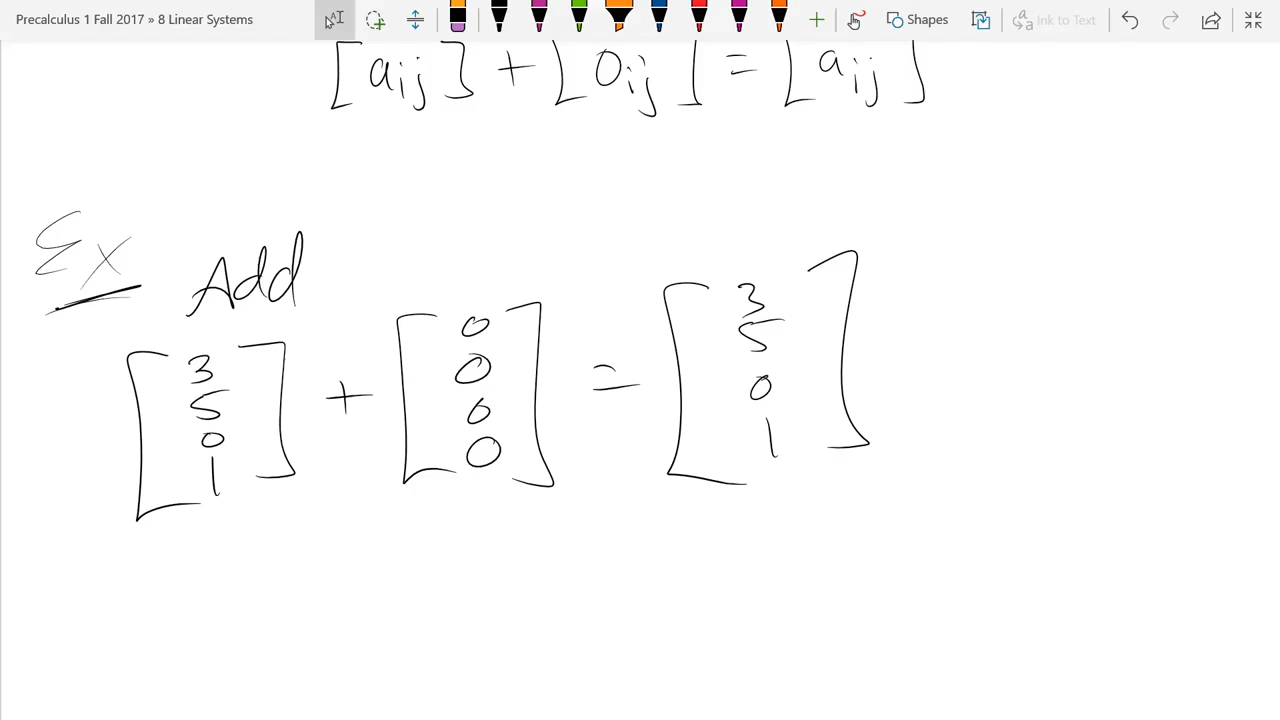 Precalculus 1 Fall 2017 » 8 Linear Systems
Shapes
Ink to Text
[aij] + [0ij] = [aij]
Ex Add
[3 5 0 1] + [0 0 0 0] = [3 5 0 1]